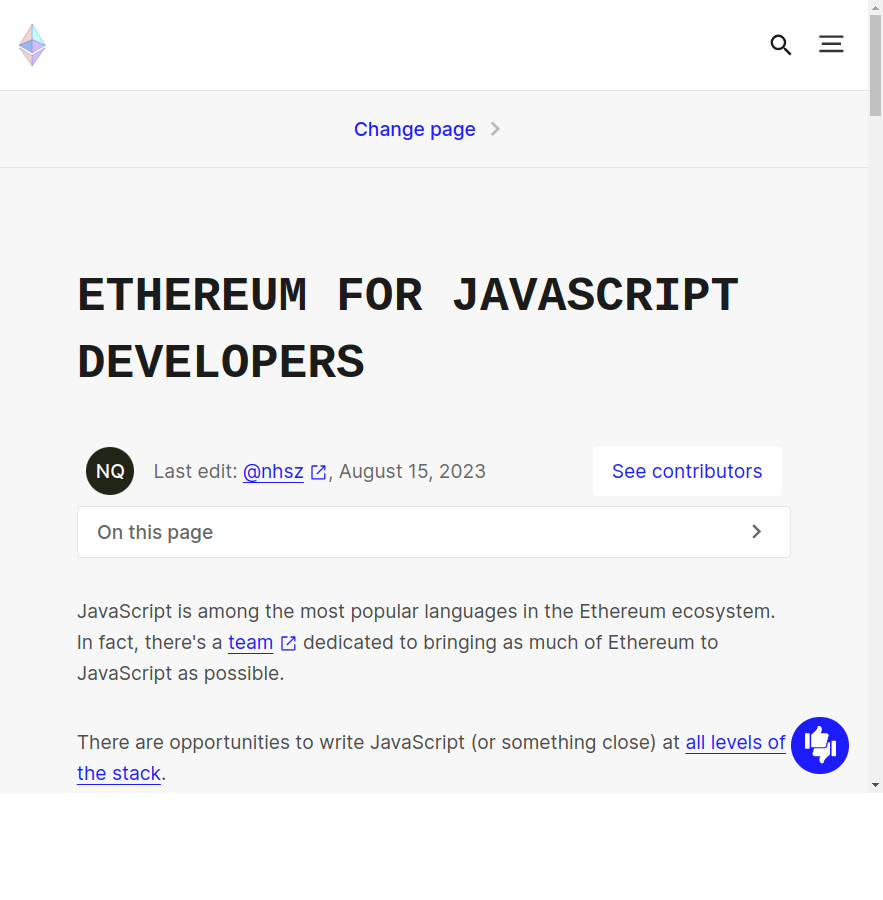 Change page
ETHEREUM FOR JAVASCRIPT
DEVELOPERS
NQ
Last edit: @nhsz , August 15, 2023
See contributors
On this page
JavaScript is among the most popular languages in the Ethereum ecosystem.
In fact, there's a team dedicated to bringing as much of Ethereum to
JavaScript as possible.
There are opportunities to write JavaScript (or something close) at all levels of
the stack.